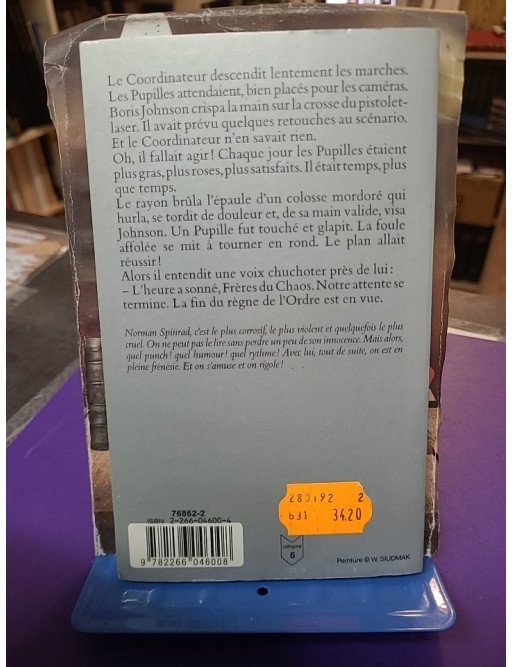 Le Coordinateur descendit lentement les marches.
Les Pupilles attendaient, bien placés pour les caméras.
Boris Johnson crispa la main sur la crosse du pistolet-
laser. Il avait prévu quelques retouches au scénario.
Et le Coordinateur n'en savait rien.
Oh, il fallait agir! Chaque jour les Pupilles étaient
plus gras, plus roses, plus satisfaits. Il était temps, plus
que temps.
Le rayon brûla l'épaule d'un colosse mordoré qui
hurla, se tordit de douleur et, de sa main valide, visa
Johnson. Un Pupille fut touché et glapit. La foule
affolée se mit à tourner en rond. Le plan allait
réussir!
Alors il entendit une voix chuchoter près de lui:
– L'heure a sonné, Frères du Chaos. Notre attente se
termine. La fin du règne de l'Ordre est en vue.
Norman Spinrad, c'est le plus corrosif, le plus violent et quelquefois le plus
cruel. On ne peut pas le lire sans perdre un peu de son innocence. Mais alors,
quel punch! quel humour! quel rythme! Avec lui, tout de suite, on est en
pleine frénésie. Et on s'amuse et on rigole!
280192 2
631 34.20
76862-2
ISBN 2-266-04600-4
9 782266 046008
catégorie
6
Peinture © W. SIUDMAK